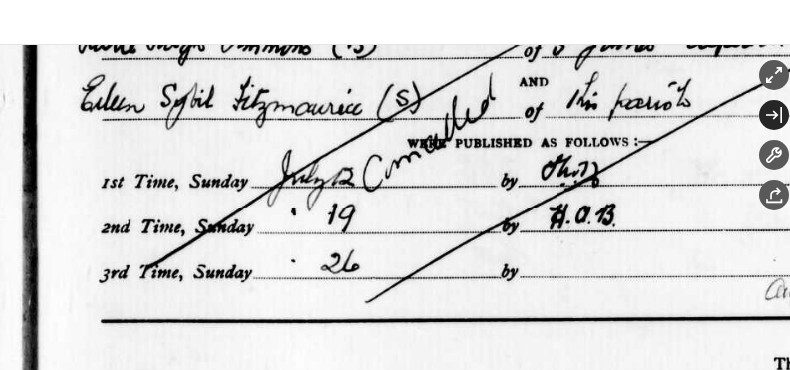 of
Eileen Sybil Fitzmaurice (S) AND of this parish
WERE PUBLISHED AS FOLLOWS :—
Cancelled
1st Time, Sunday July 12 by
2nd Time, Sunday " 19 by H.O.B.
3rd Time, Sunday " 26 by